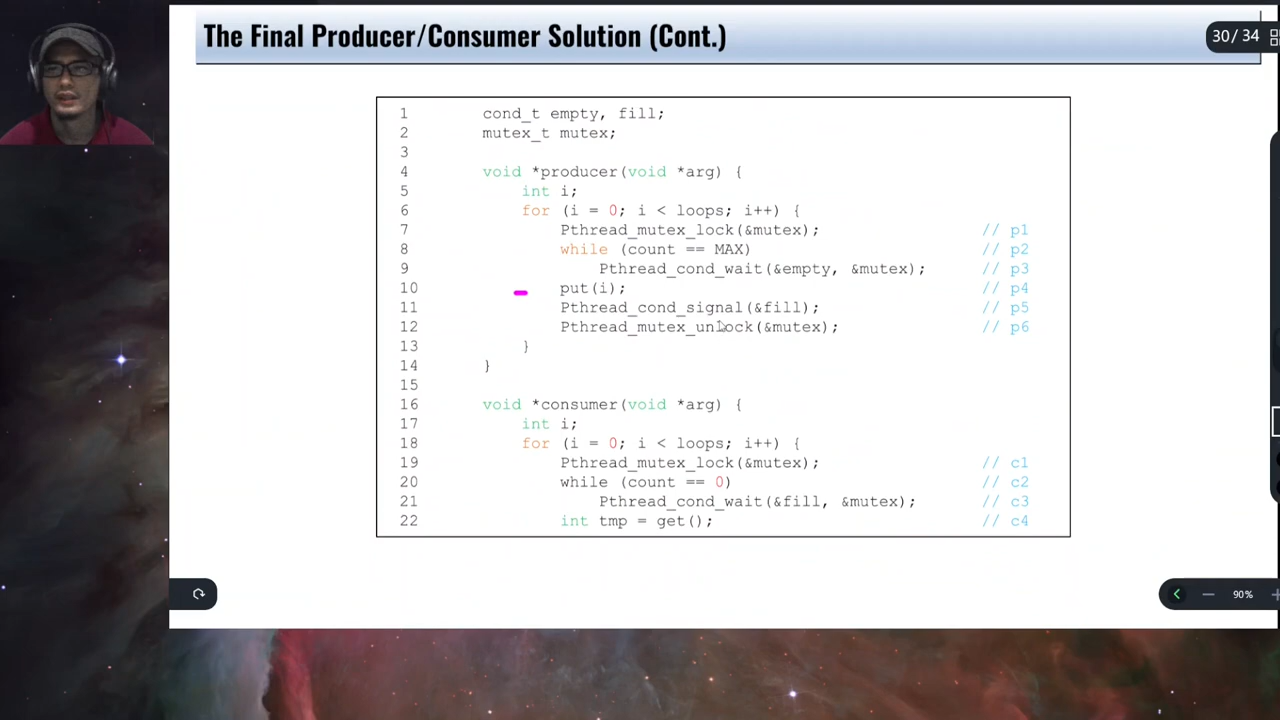 The Final Producer/Consumer Solution (Cont.)
30 / 34
1 cond_t empty, fill;
2 mutex_t mutex;
3
4 void *producer(void *arg) {
5 int i;
6 for (i = 0; i < loops; i++) {
7 Pthread_mutex_lock(&mutex); // p1
8 while (count == MAX) // p2
9 Pthread_cond_wait(&empty, &mutex); // p3
10 put(i); // p4
11 Pthread_cond_signal(&fill); // p5
12 Pthread_mutex_unlock(&mutex); // p6
13 }
14 }
15
16 void *consumer(void *arg) {
17 int i;
18 for (i = 0; i < loops; i++) {
19 Pthread_mutex_lock(&mutex); // c1
20 while (count == 0) // c2
21 Pthread_cond_wait(&fill, &mutex); // c3
22 int tmp = get(); // c4
90%